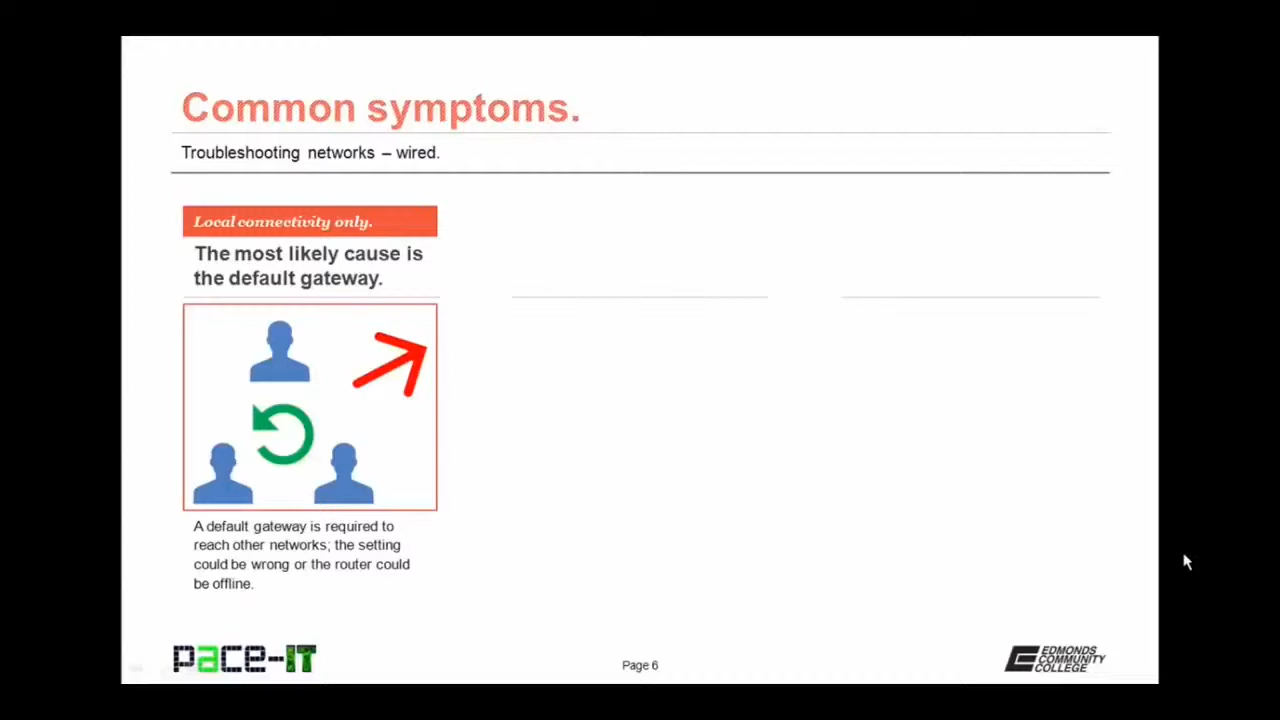 Common symptoms.
Troubleshooting networks – wired.
Local connectivity only.
The most likely cause is
the default gateway.
A default gateway is required to
reach other networks; the setting
could be wrong or the router could
be offline.
pace-IT
Page 6
EDMONDS
COMMUNITY
COLLEGE